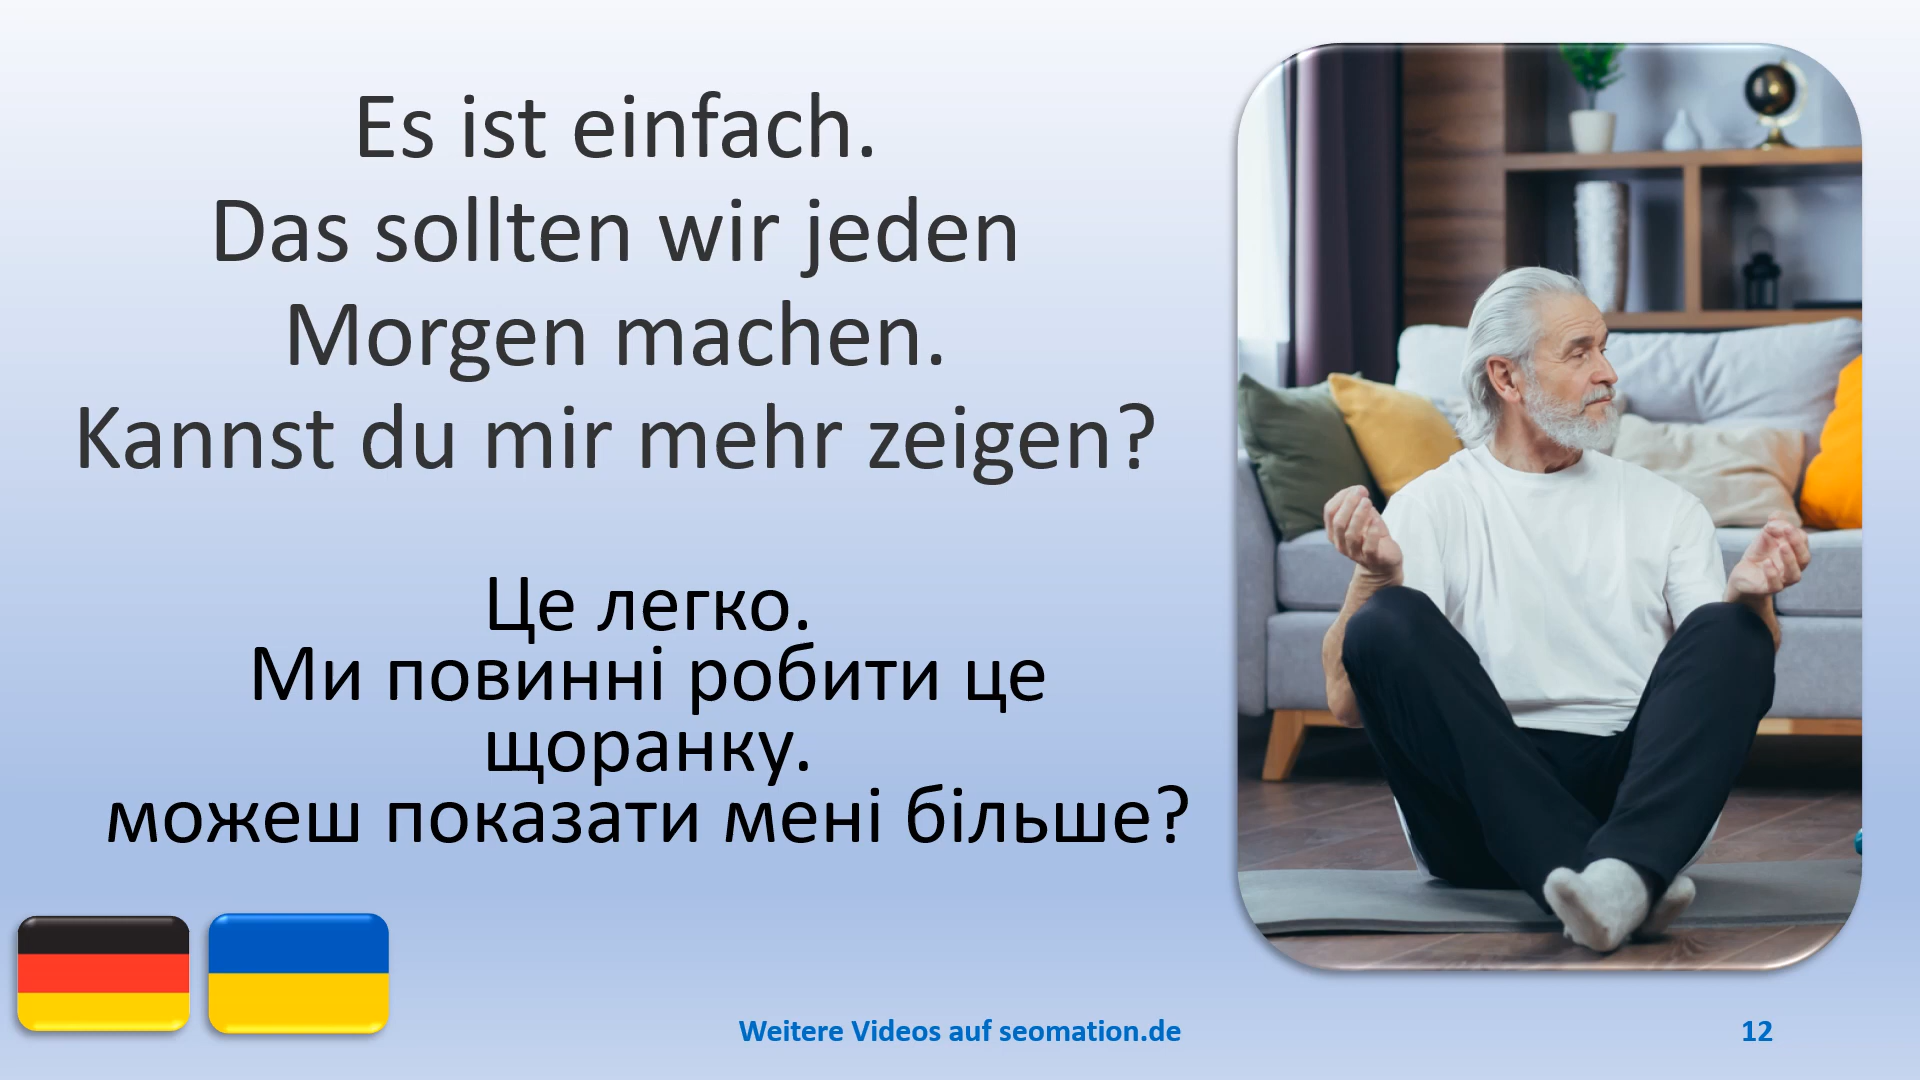 Es ist einfach.
Das sollten wir jeden
Morgen machen.
Kannst du mir mehr zeigen?
Це легко.
Ми повинні робити це
щоранку.
можеш показати мені більше?
Weitere Videos auf seomation.de
12